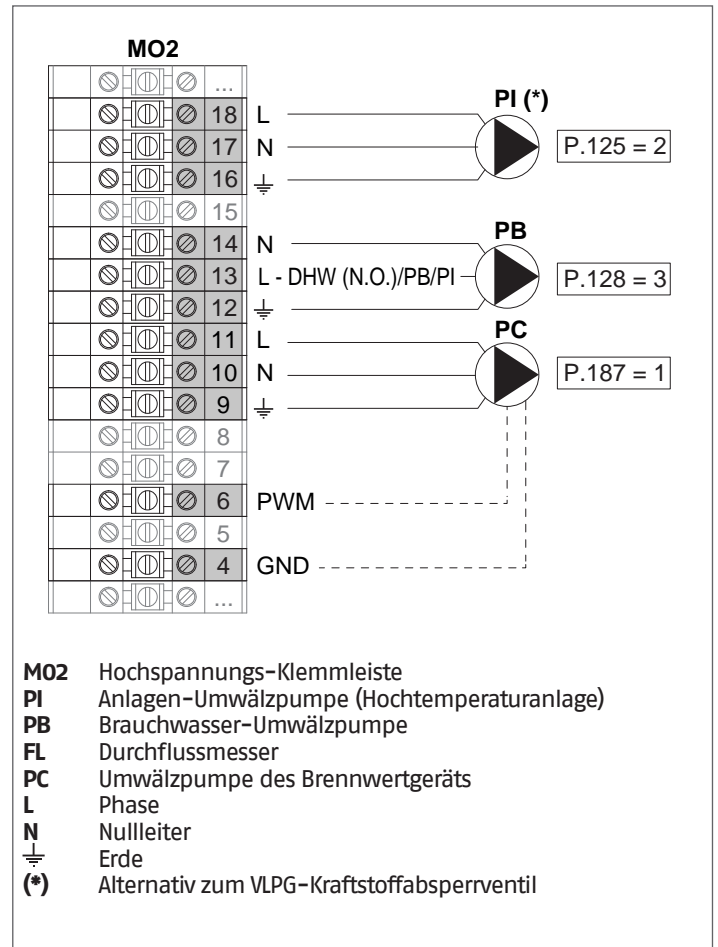 MO2
...
18 L PI (*)
17 N P.125 = 2
16 ⏚
15
14 N PB
13 L - DHW (N.O.)/PB/PI P.128 = 3
12 ⏚
11 L PC
10 N P.187 = 1
9 ⏚
8
7
6 PWM
5
4 GND
...
M02 Hochspannungs-Klemmleiste
PI Anlagen-Umwälzpumpe (Hochtemperaturanlage)
PB Brauchwasser-Umwälzpumpe
FL Durchflussmesser
PC Umwälzpumpe des Brennwertgeräts
L Phase
N Nullleiter
⏚ Erde
(*) Alternativ zum VLPG-Kraftstoffabsperrventil